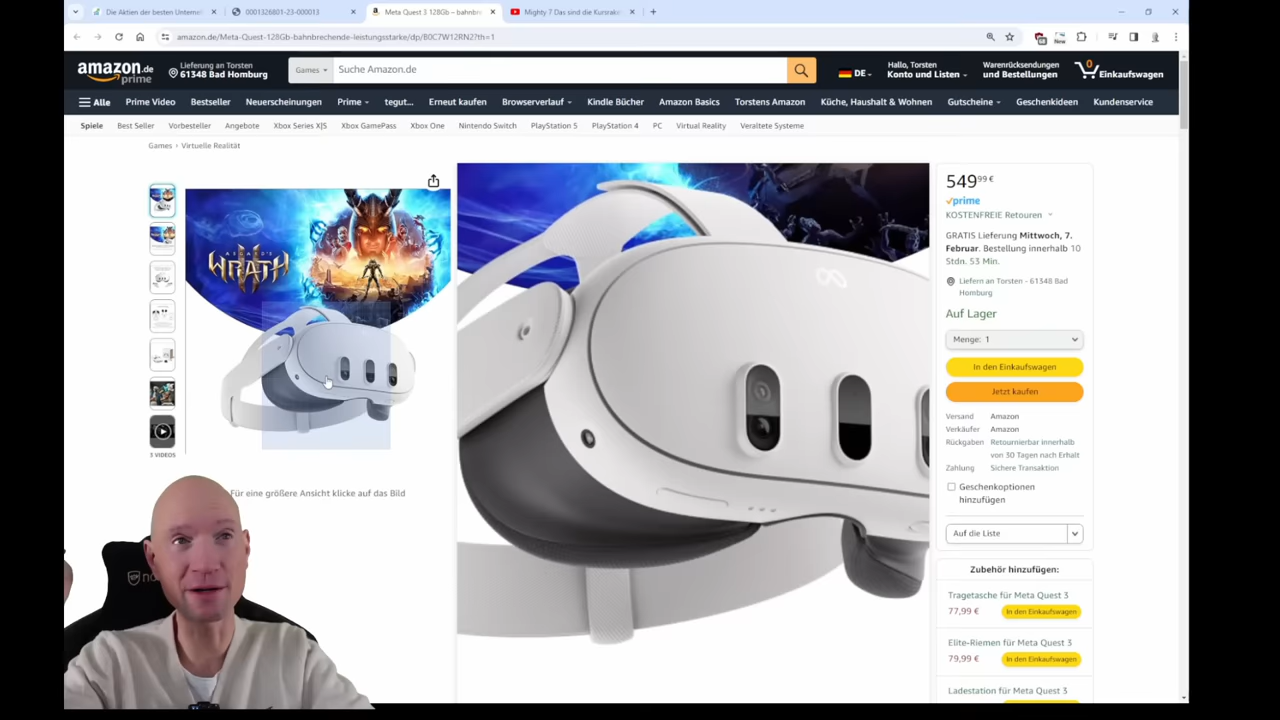 Die Aktien der besten Unterneh
0001326801-23-000013
Meta Quest 3 128Gb – bahnbr
Mighty 7 Das sind die Kursrak
amazon.de/Meta-Quest-128Gb-bahnbrechende-leistungsstarke/dp/B0C7W12RN2?th=1
New
amazon.de
prime
Lieferung an Torsten
61348 Bad Homburg
Games
Suche Amazon.de
DE
Hallo, Torsten
Konto und Listen
Warenrücksendungen
und Bestellungen
0
Einkaufswagen
Alle
Prime Video
Bestseller
Neuerscheinungen
Prime
tegut...
Erneut kaufen
Browserverlauf
Kindle Bücher
Amazon Basics
Torstens Amazon
Küche, Haushalt & Wohnen
Gutscheine
Geschenkideen
Kundenservice
Spiele
Best Seller
Vorbesteller
Angebote
Xbox Series X|S
Xbox GamePass
Xbox One
Nintendo Switch
PlayStation 5
PlayStation 4
PC
Virtual Reality
Veraltete Systeme
Games › Virtuelle Realität
ASGARD'S
WRATH
3 VIDEOS
Für eine größere Ansicht klicke auf das Bild
549 99 €
prime
KOSTENFREIE Retouren
GRATIS Lieferung Mittwoch, 7.
Februar. Bestellung innerhalb 10
Stdn. 53 Min.
Liefern an Torsten - 61348 Bad
Homburg
Auf Lager
Menge: 1
In den Einkaufswagen
Jetzt kaufen
Versand Amazon
Verkäufer Amazon
Rückgaben Retournierbar innerhalb
von 30 Tagen nach Erhalt
Zahlung Sichere Transaktion
Geschenkoptionen
hinzufügen
Auf die Liste
Zubehör hinzufügen:
Tragetasche für Meta Quest 3
77,99 €
In den Einkaufswagen
Elite-Riemen für Meta Quest 3
79,99 €
In den Einkaufswagen
Ladestation für Meta Quest 3